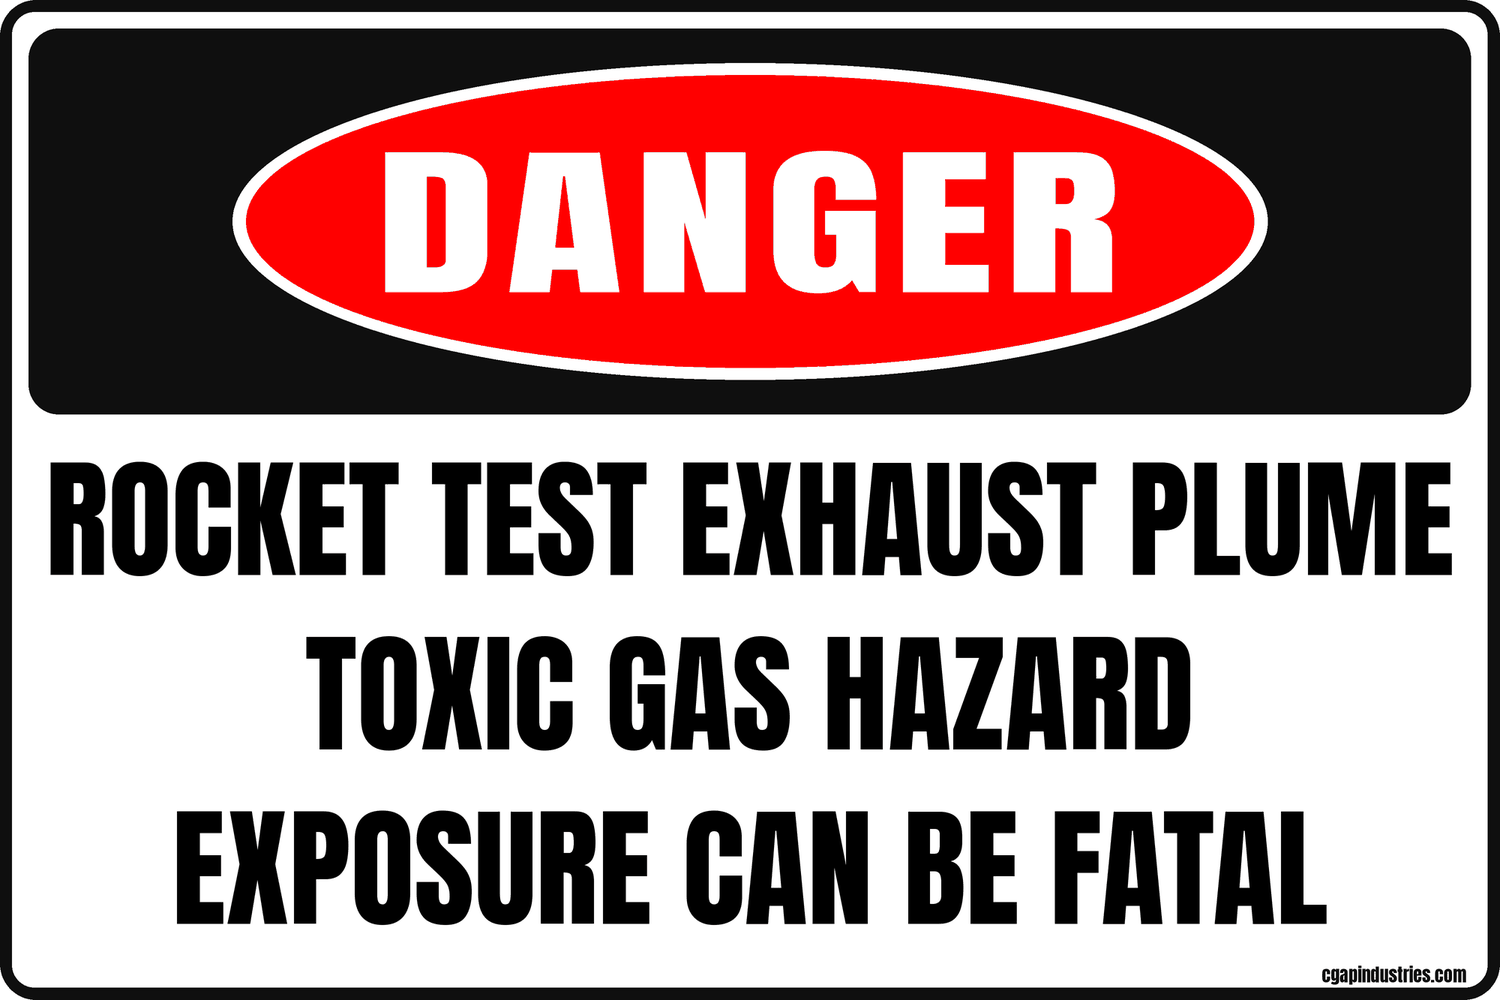 DANGER
ROCKET TEST EXHAUST PLUME
TOXIC GAS HAZARD
EXPOSURE CAN BE FATAL
cgapindustries.com